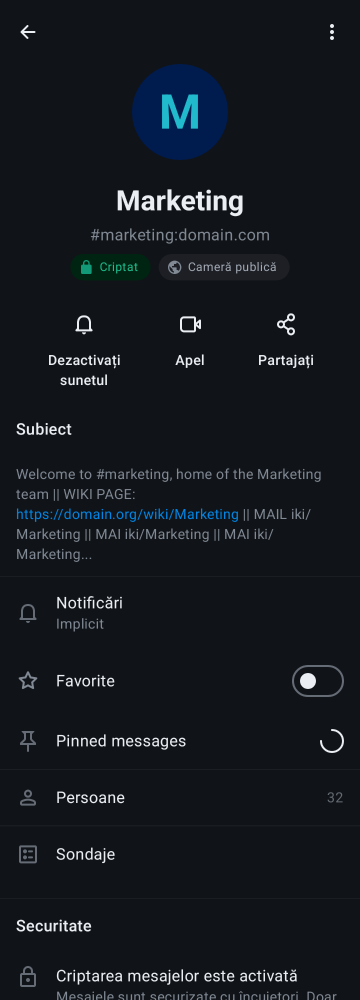 M
Marketing
#marketing:domain.com
Criptat
Cameră publică
Dezactivați
sunetul
Apel
Partajați
Subiect
Welcome to #marketing, home of the Marketing
team || WIKI PAGE:
https://domain.org/wiki/Marketing || MAIL iki/
Marketing || MAI iki/Marketing || MAI iki/
Marketing...
Notificări
Implicit
Favorite
Pinned messages
Persoane 32
Sondaje
Securitate
Criptarea mesajelor este activată
Mesajele sunt securizate cu încuietori. Doar